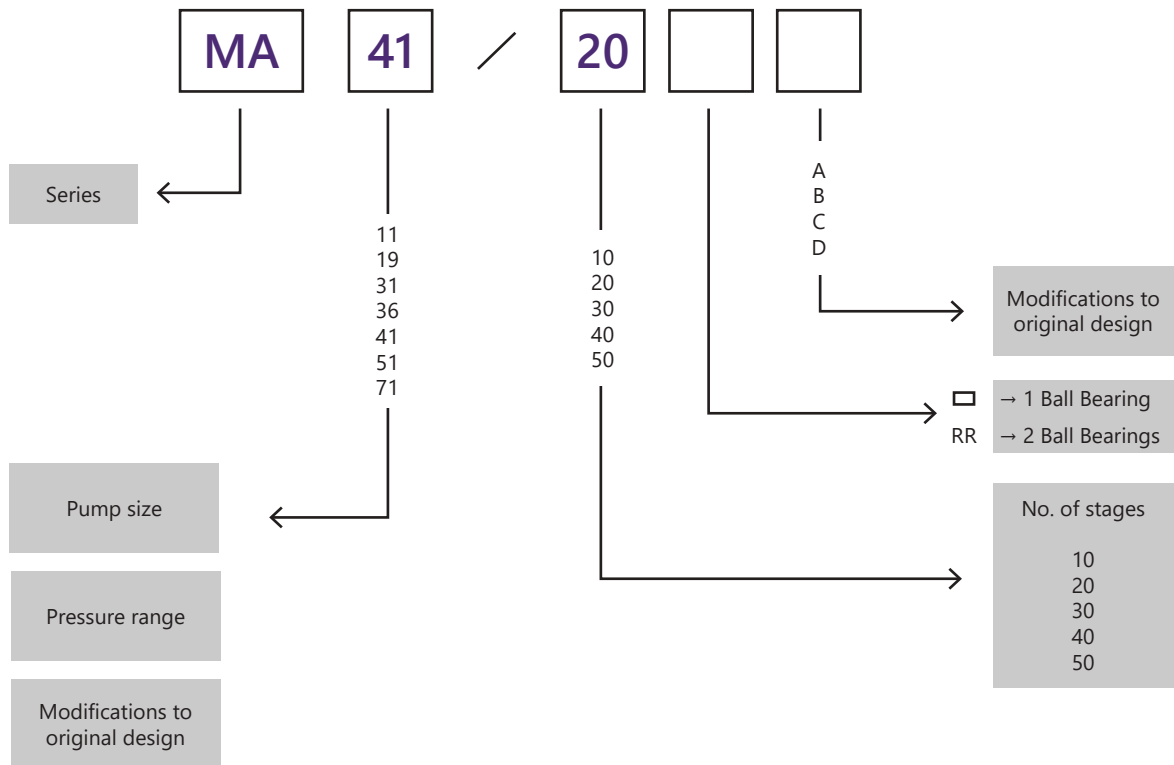 MA 41 / 20
Series
11
19
31
36
41
51
71
10
20
30
40
50
A
B
C
D
Modifications to
original design
→ 1 Ball Bearing
RR → 2 Ball Bearings
Pump size
Pressure range
Modifications to
original design
No. of stages
10
20
30
40
50